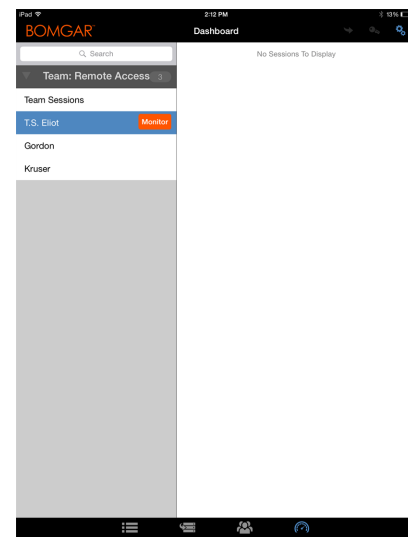 iPad 2:12 PM 13%
BOMGAR Dashboard
Search
No Sessions To Display
Team: Remote Access 3
Team Sessions
T.S. Eliot Monitor
Gordon
Kruser